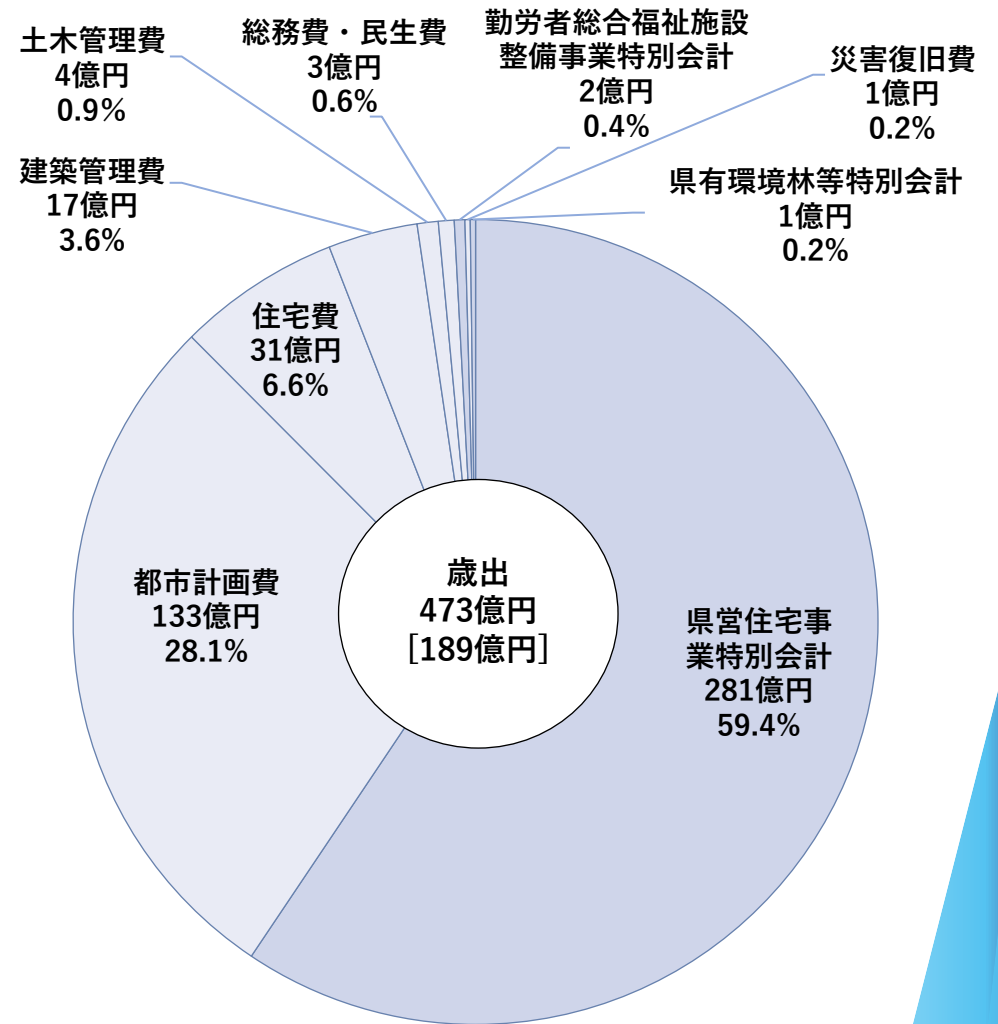 土木管理費
4億円
0.9%
総務費・民生費
3億円
0.6%
勤労者総合福祉施設
整備事業特別会計
2億円
0.4%
災害復旧費
1億円
0.2%
建築管理費
17億円
3.6%
県有環境林等特別会計
1億円
0.2%
住宅費
31億円
6.6%
都市計画費
133億円
28.1%
歳出
473億円
[189億円]
県営住宅事
業特別会計
281億円
59.4%